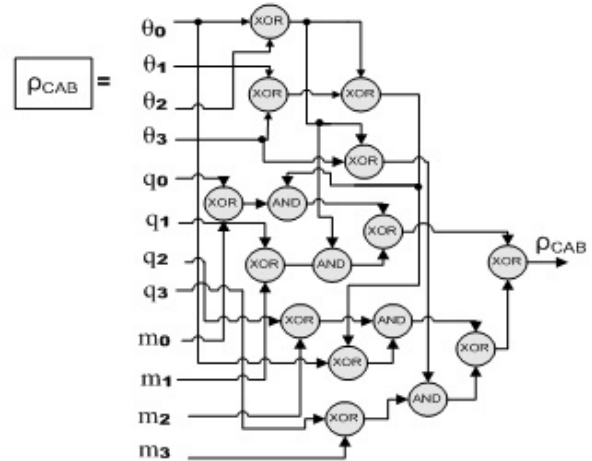 θ0
XOR
ρCAB =
θ1
XOR
XOR
θ2
θ3
XOR
q0
XOR
AND
q1
XOR
ρCAB
XOR
XOR
AND
q2
q3
XOR
AND
m0
XOR
XOR
m1
AND
m2
XOR
m3